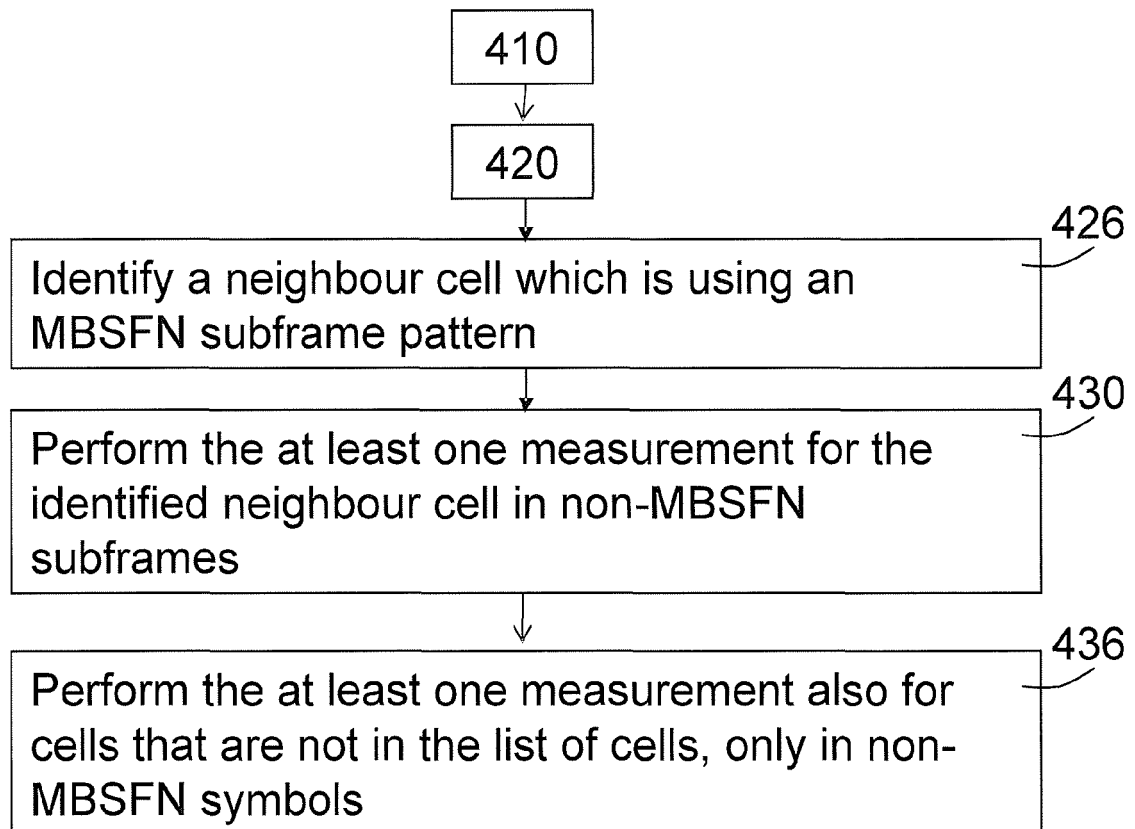 410
420
426
Identify a neighbour cell which is using an
MBSFN subframe pattern
430
Perform the at least one measurement for the
identified neighbour cell in non-MBSFN
subframes
436
Perform the at least one measurement also for
cells that are not in the list of cells, only in non-
MBSFN symbols